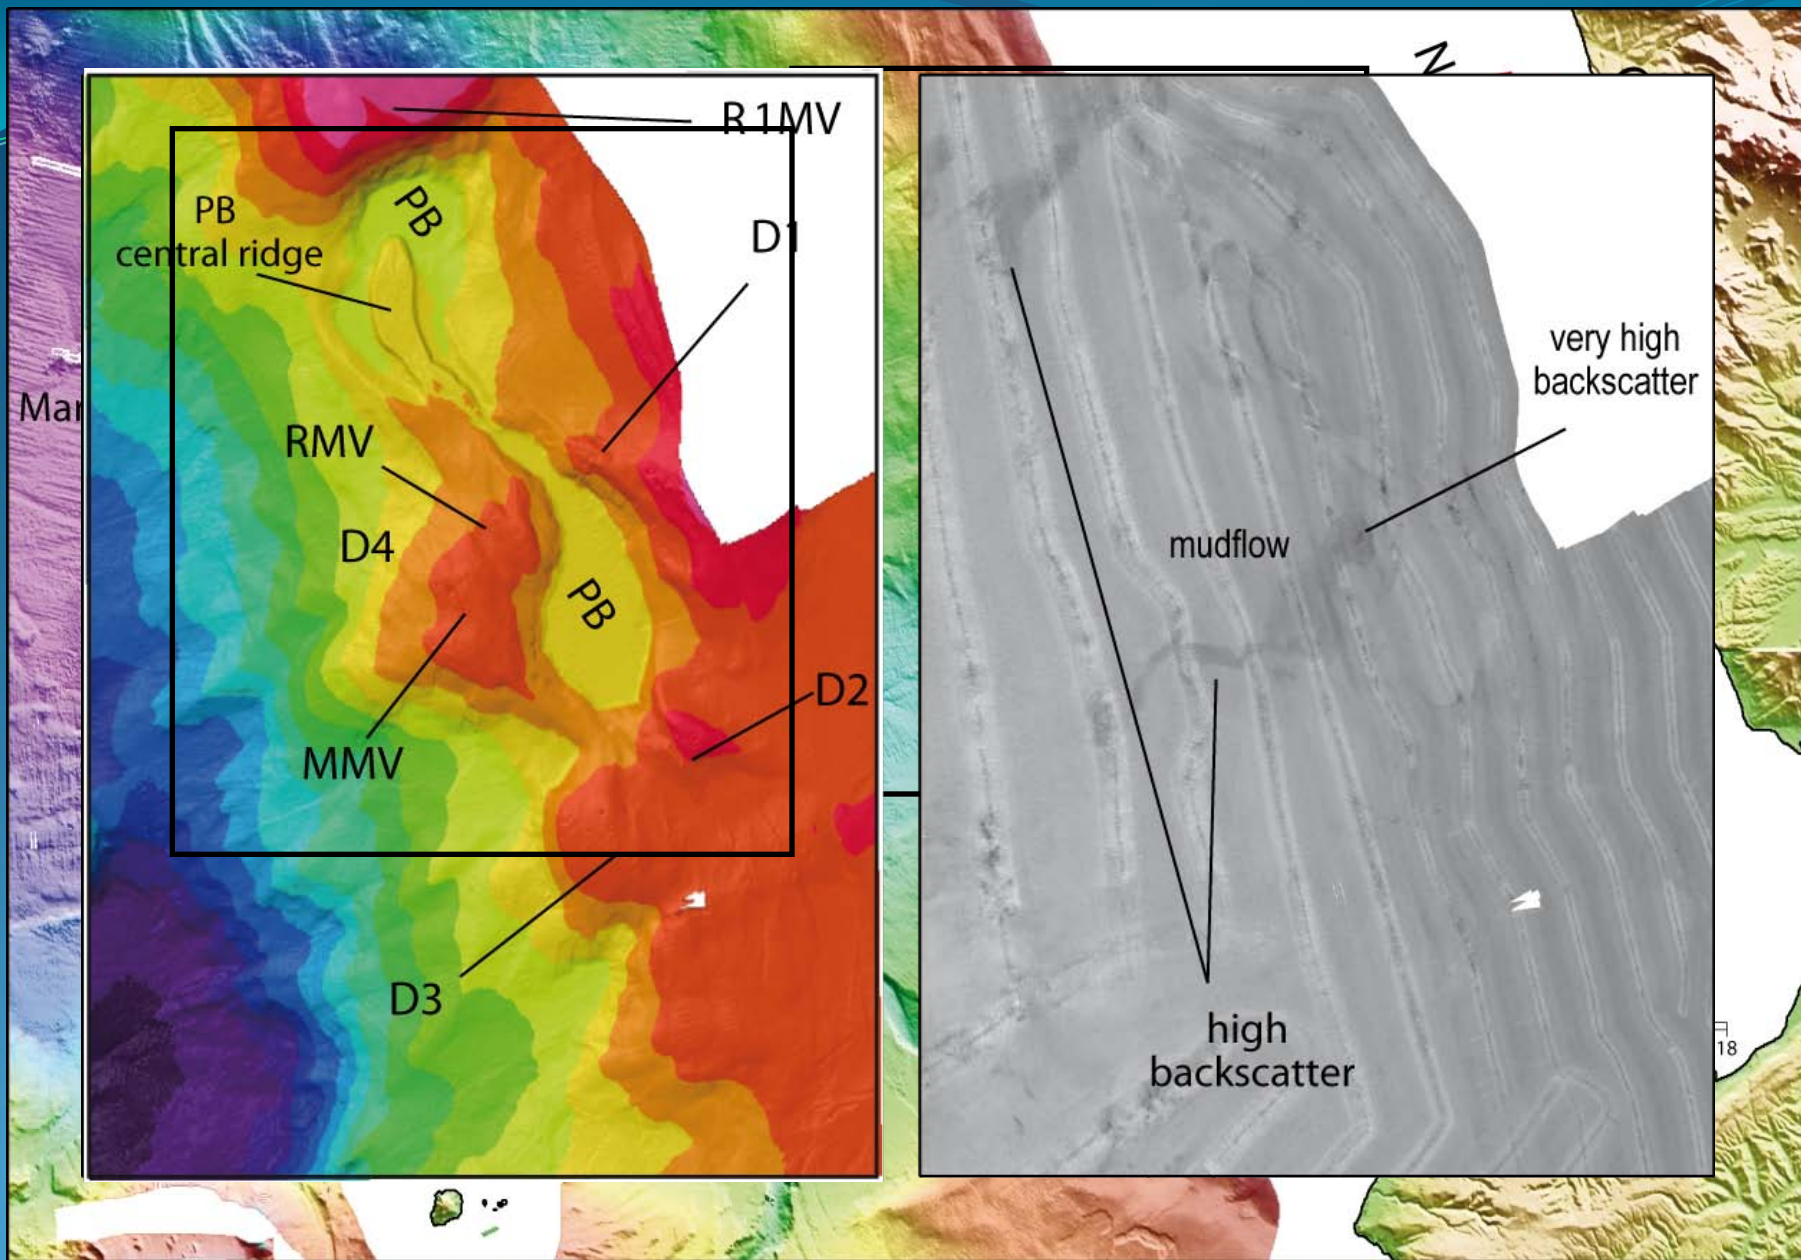 R1MV
PB
PB
central ridge
D1
RMV
D4
PB
D2
MMV
D3
very high
backscatter
mudflow
high
backscatter
Mar
N
18